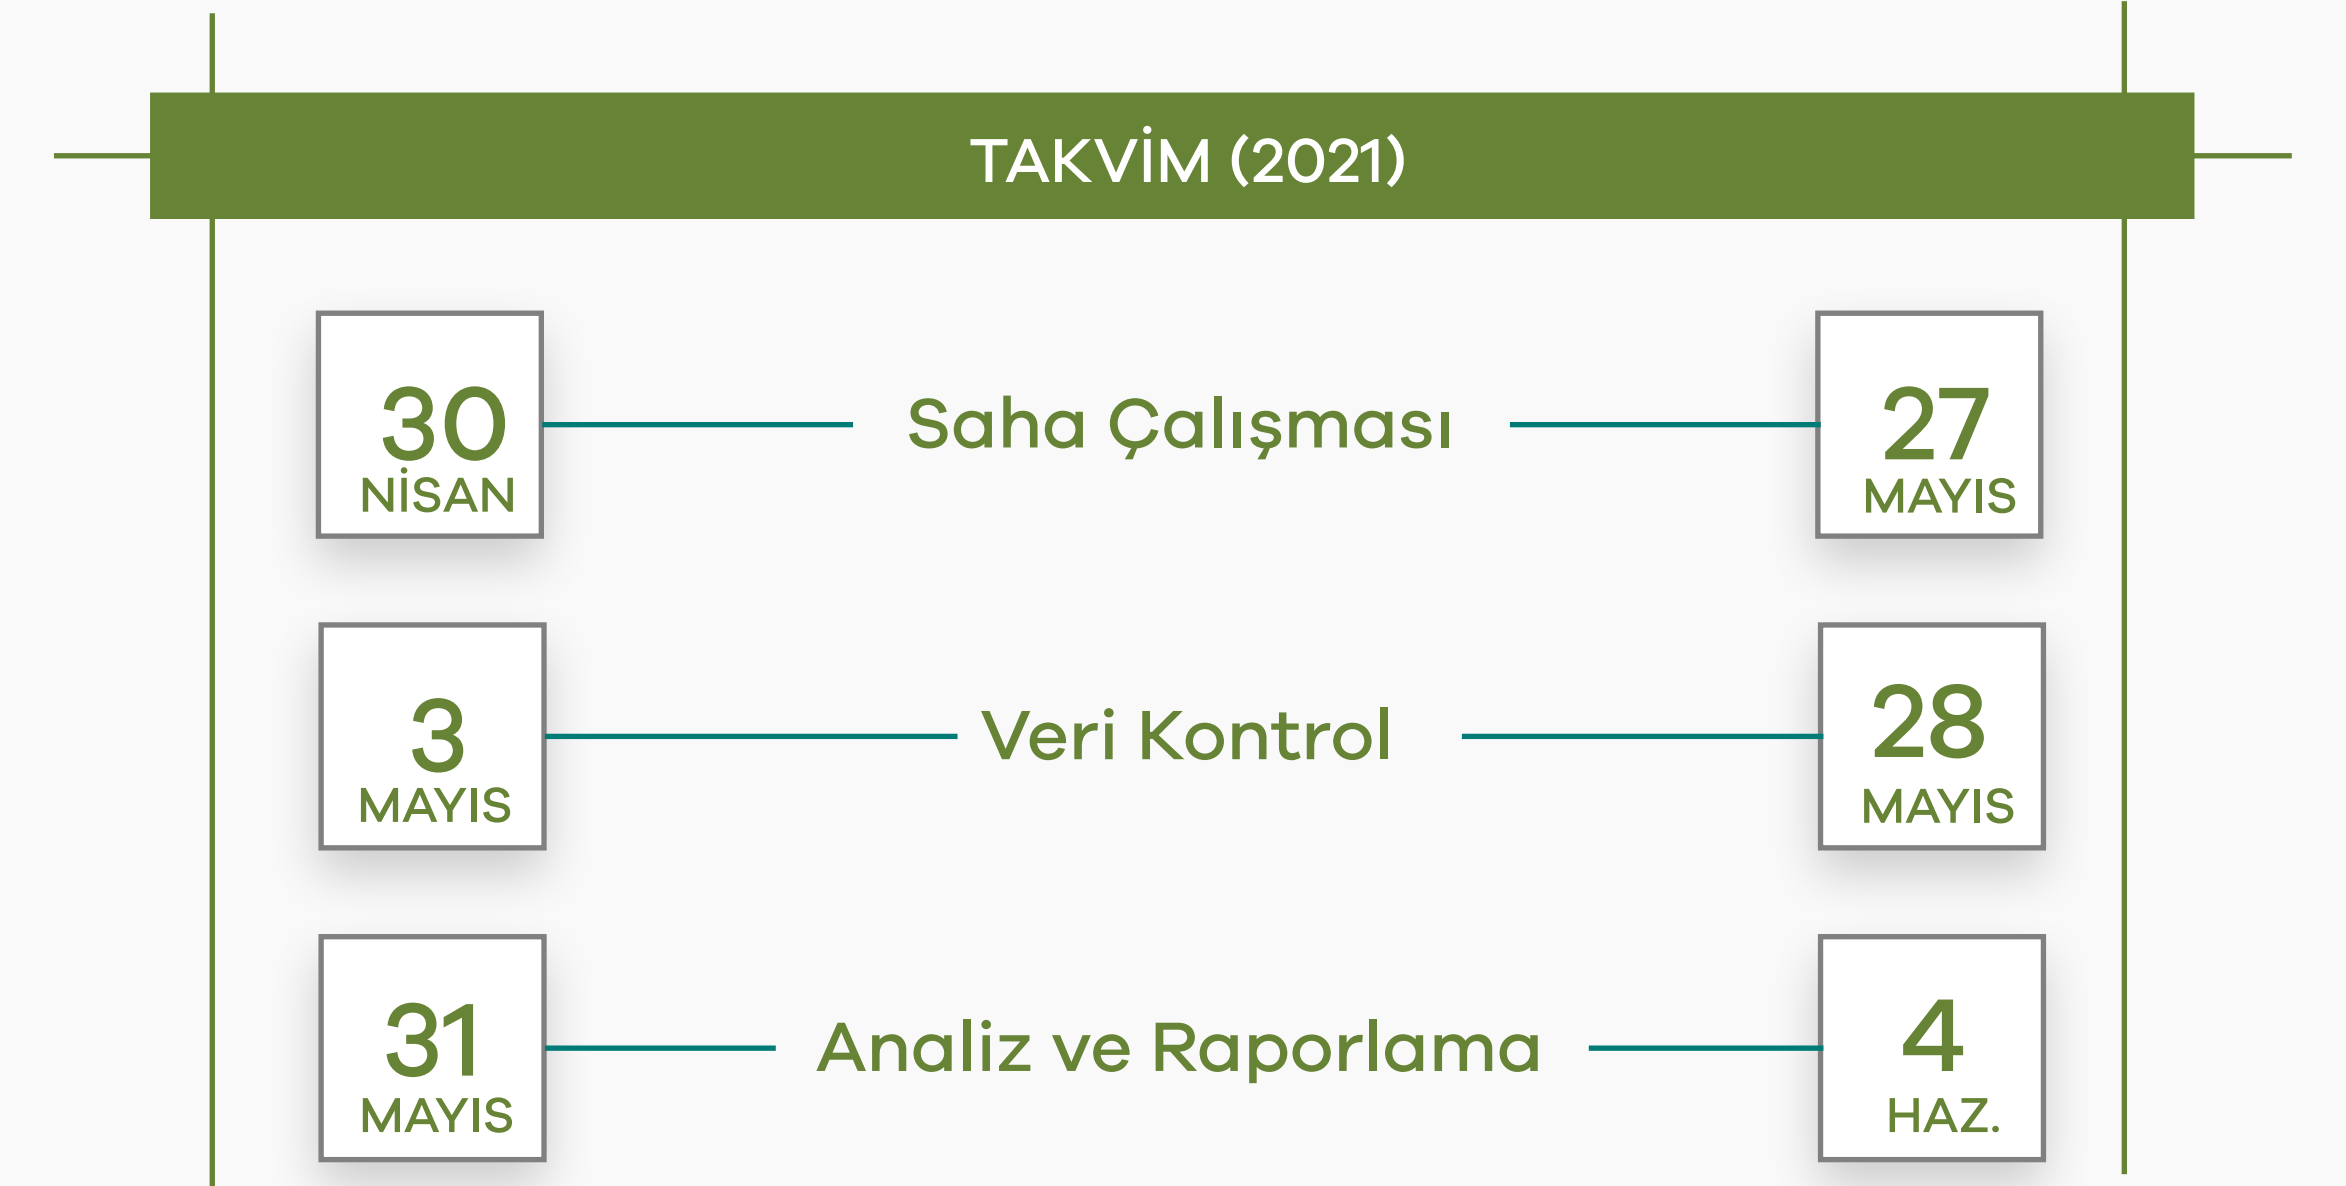 TAKVİM (2021)
30
NİSAN
Saha Çalışması
27
MAYIS
3
MAYIS
Veri Kontrol
28
MAYIS
31
MAYIS
Analiz ve Raporlama
4
HAZ.